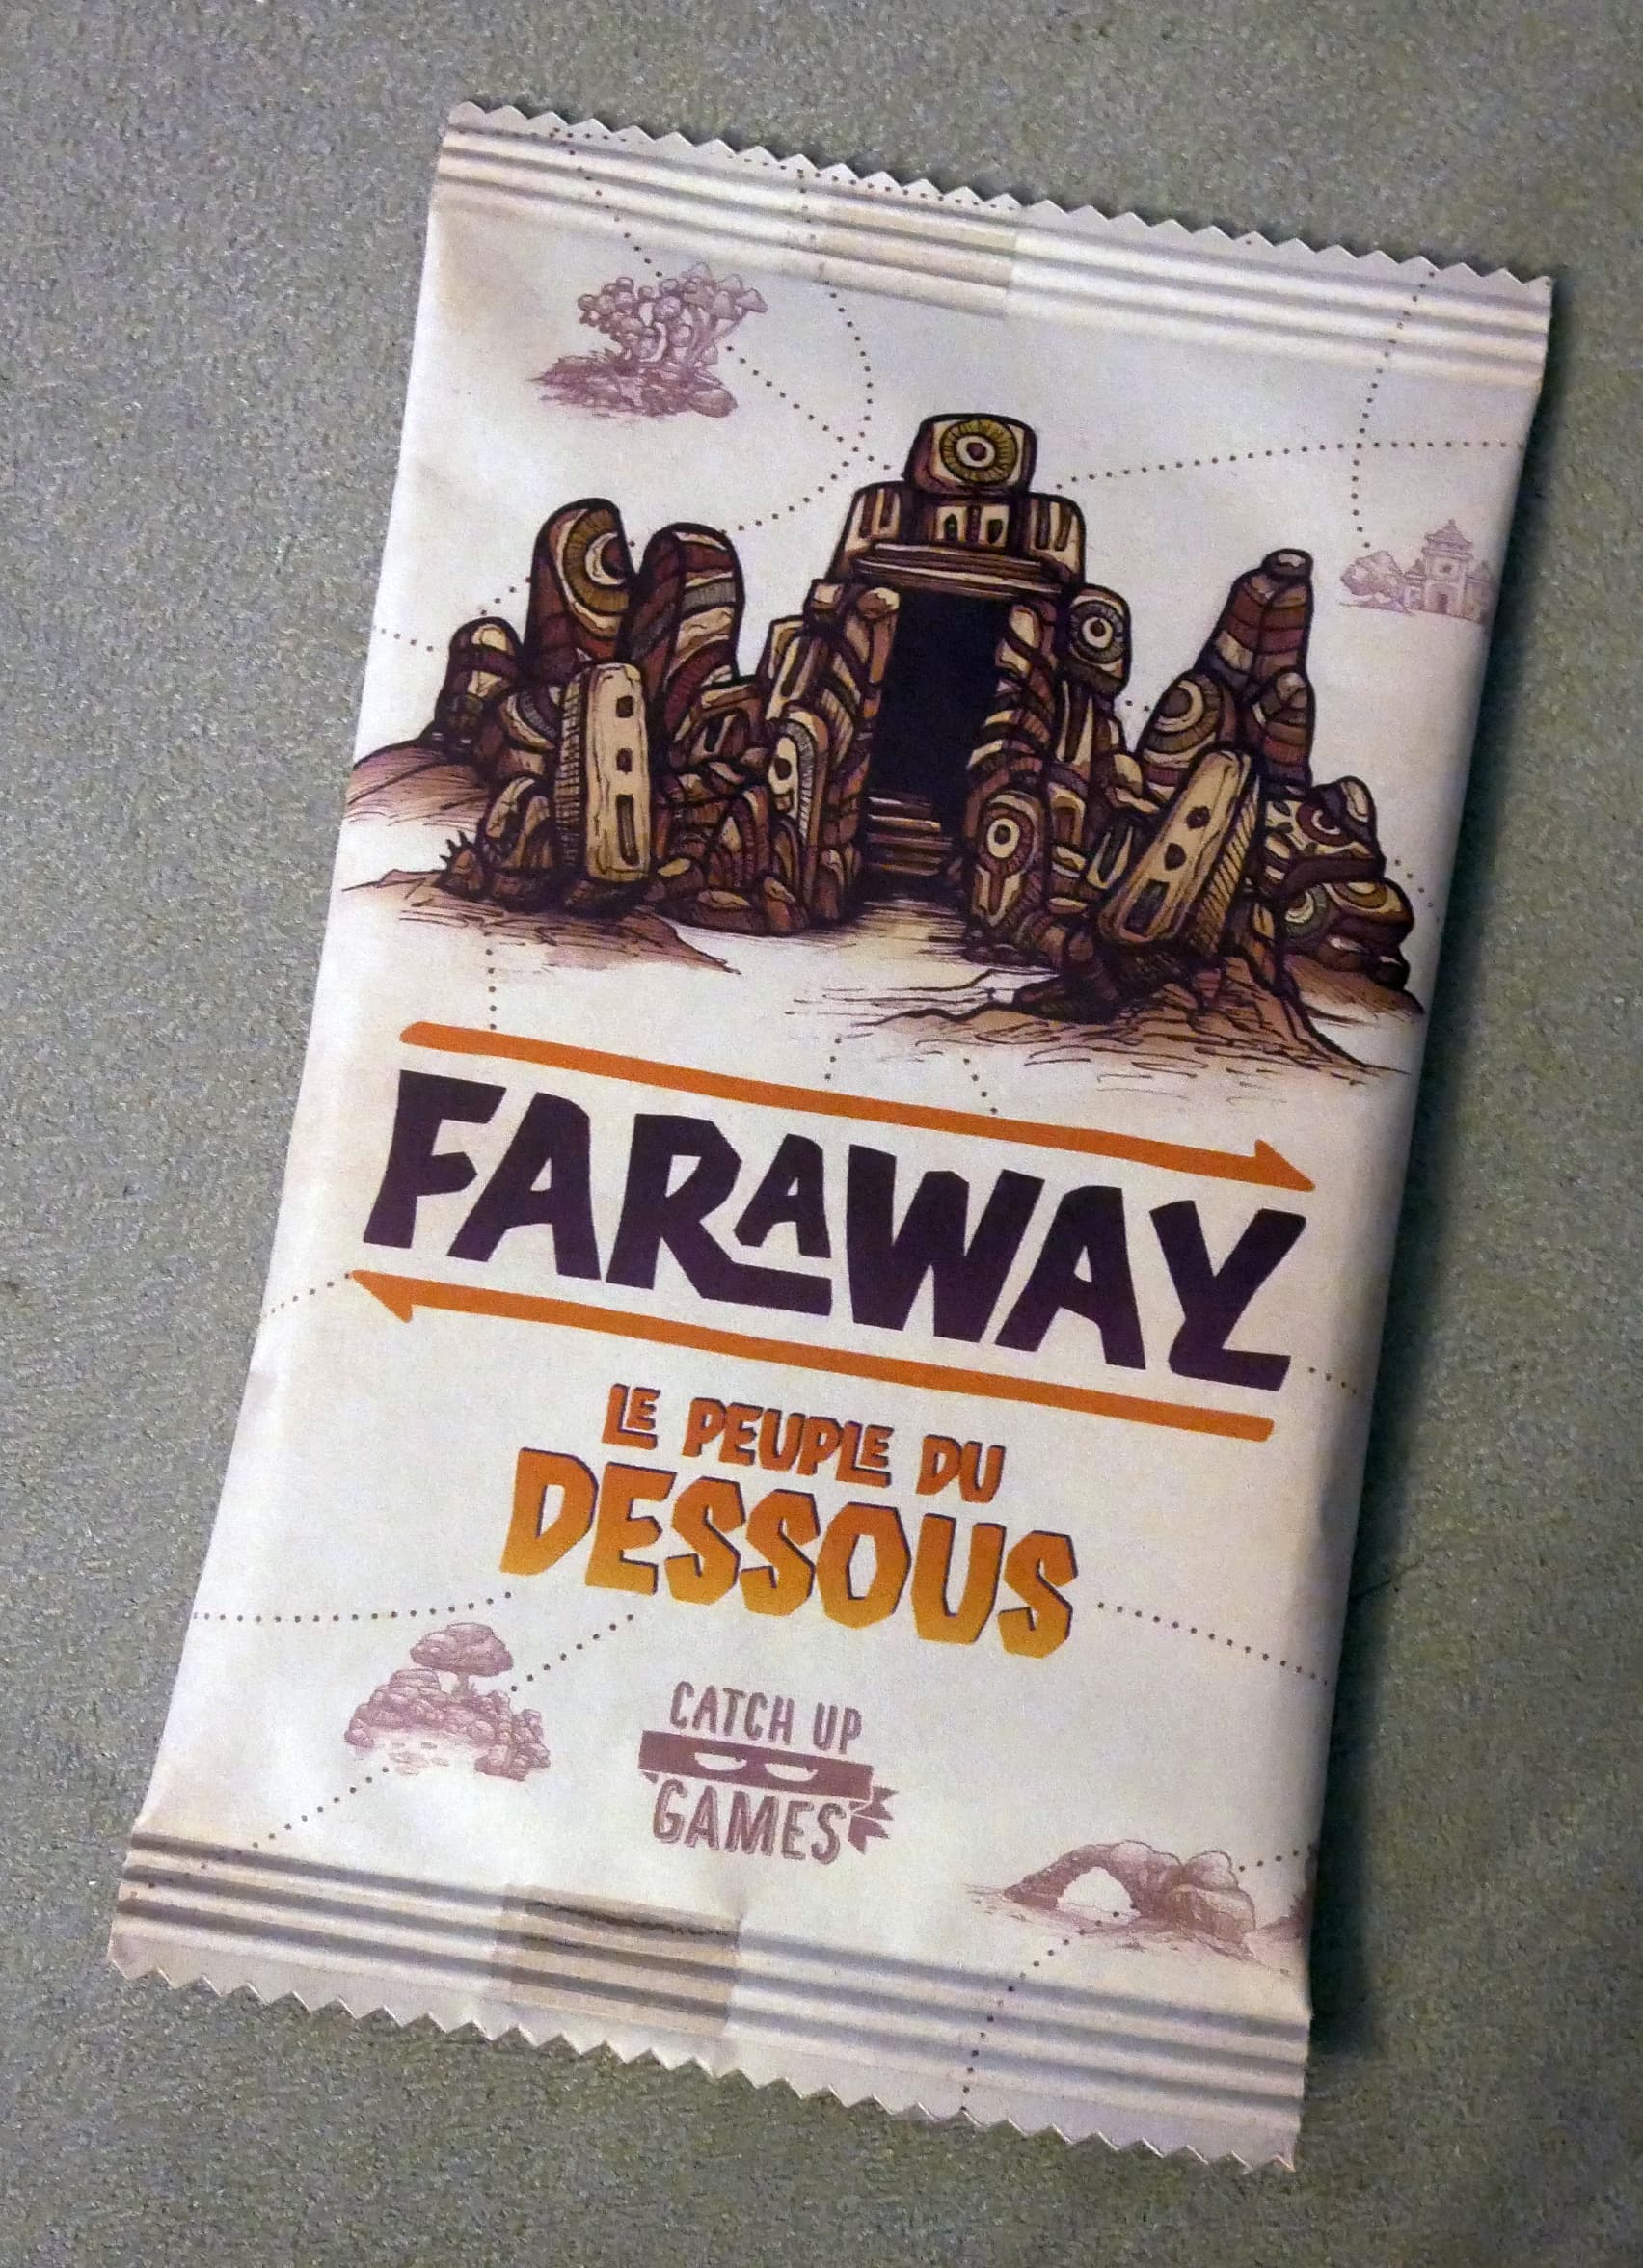 FARAWAY
LE PEUPLE DU
DESSOUS
CATCH UP
GAMES